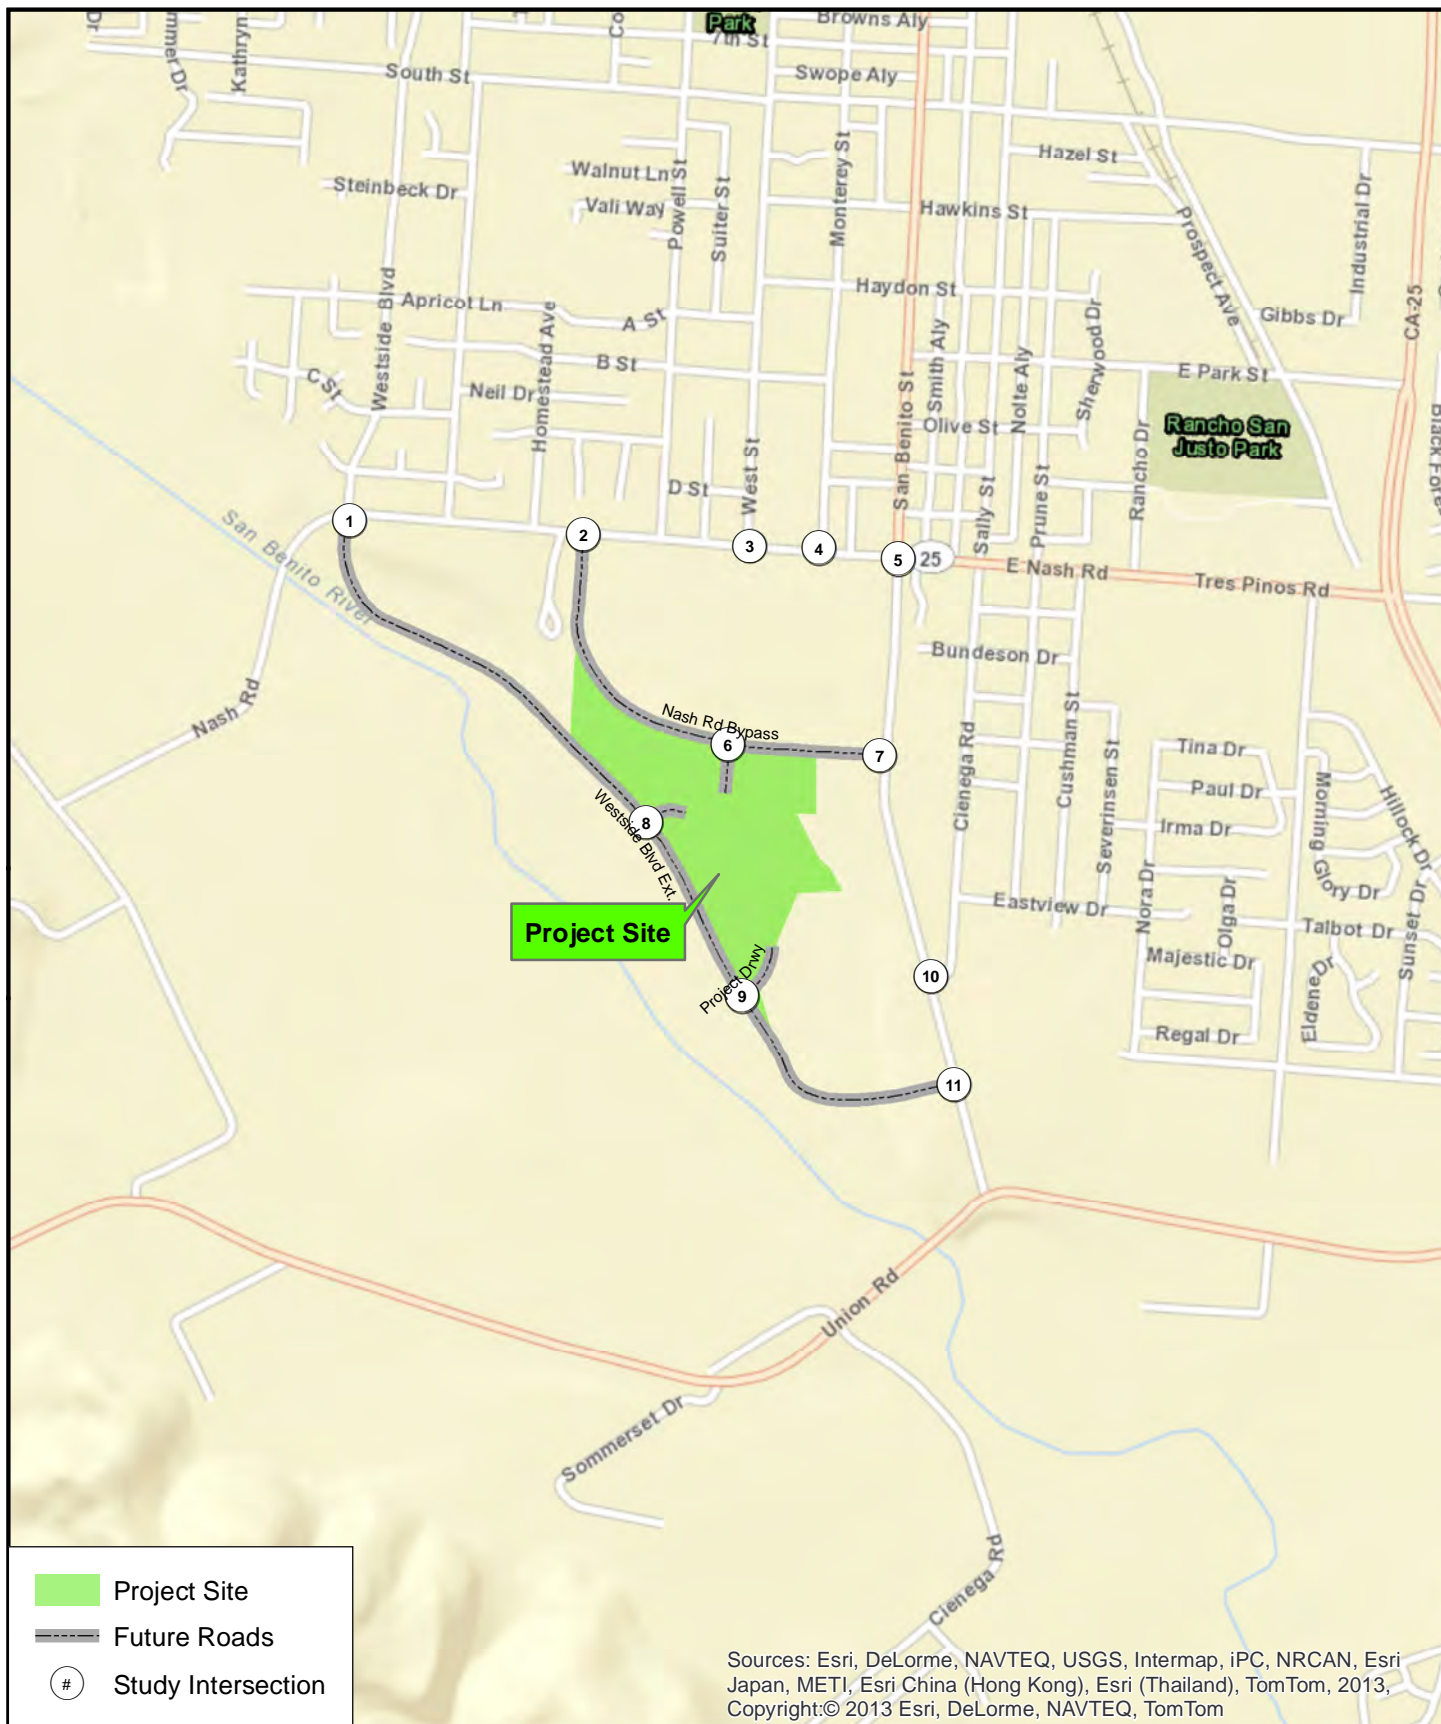 Park
Browns Aly
7th St
Dr
Kathryn
South St
Swope Aly
Hazel St
Walnut Ln
Steinbeck Dr
Vali Way
Powell St
Suiter St
Monterey St
Hawkins St
Prospect Ave
Industrial Dr
Westside Blvd
Apricot Ln
Homestead Ave
A St
Haydon St
Gibbs Dr
CA-25
B St
San Benito St
Smith Aly
Nolte Aly
Sherwood Dr
E Park St
C St
Neil Dr
Olive St
Rancho San
Justo Park
Rancho Dr
D St
West St
Sally St
Prune St
San Benito River
1
2
3
4
5
25
E Nash Rd
Tres Pinos Rd
Bundeson Dr
Nash Rd
Nash Rd Bypass
6
7
Cienega Rd
Cushman St
Severinsen St
Tina Dr
Paul Dr
Irma Dr
Morning Glory Dr
Hillock Dr
Westside Blvd Ext.
8
Project Site
Eastview Dr
Nora Dr
Olga Dr
Talbot Dr
Sunset Dr
Majestic Dr
Eldene Dr
Project Drwy
9
10
Regal Dr
11
Union Rd
Sommerset Dr
Cienega Rd
Project Site
Future Roads
# Study Intersection
Sources: Esri, DeLorme, NAVTEQ, USGS, Intermap, iPC, NRCAN, Esri
Japan, METI, Esri China (Hong Kong), Esri (Thailand), TomTom, 2013,
Copyright:© 2013 Esri, DeLorme, NAVTEQ, TomTom